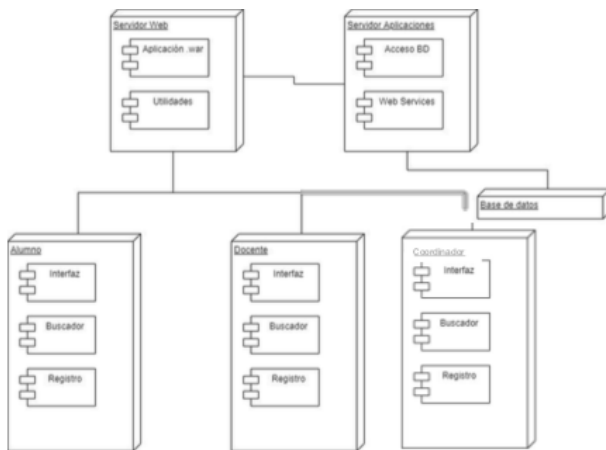 Servidor Web
Aplicación .war
Utilidades
Servidor Aplicaciones
Acceso BD
Web Services
Base de datos
Alumno
Interfaz
Buscador
Registro
Docente
Interfaz
Buscador
Registro
Coordinador
Interfaz
Buscador
Registro